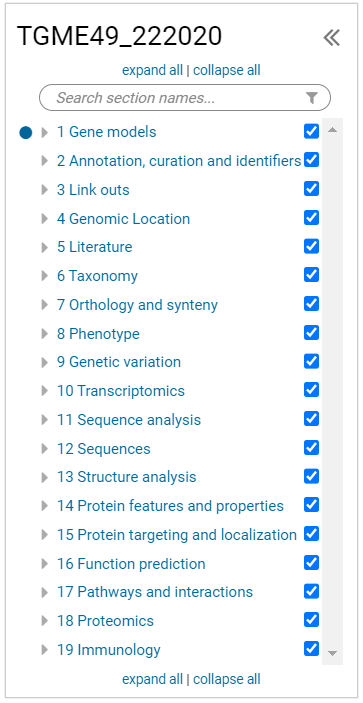 TGME49_222020
expand all | collapse all
Search section names...
1 Gene models
2 Annotation, curation and identifiers
3 Link outs
4 Genomic Location
5 Literature
6 Taxonomy
7 Orthology and synteny
8 Phenotype
9 Genetic variation
10 Transcriptomics
11 Sequence analysis
12 Sequences
13 Structure analysis
14 Protein features and properties
15 Protein targeting and localization
16 Function prediction
17 Pathways and interactions
18 Proteomics
19 Immunology
expand all | collapse all